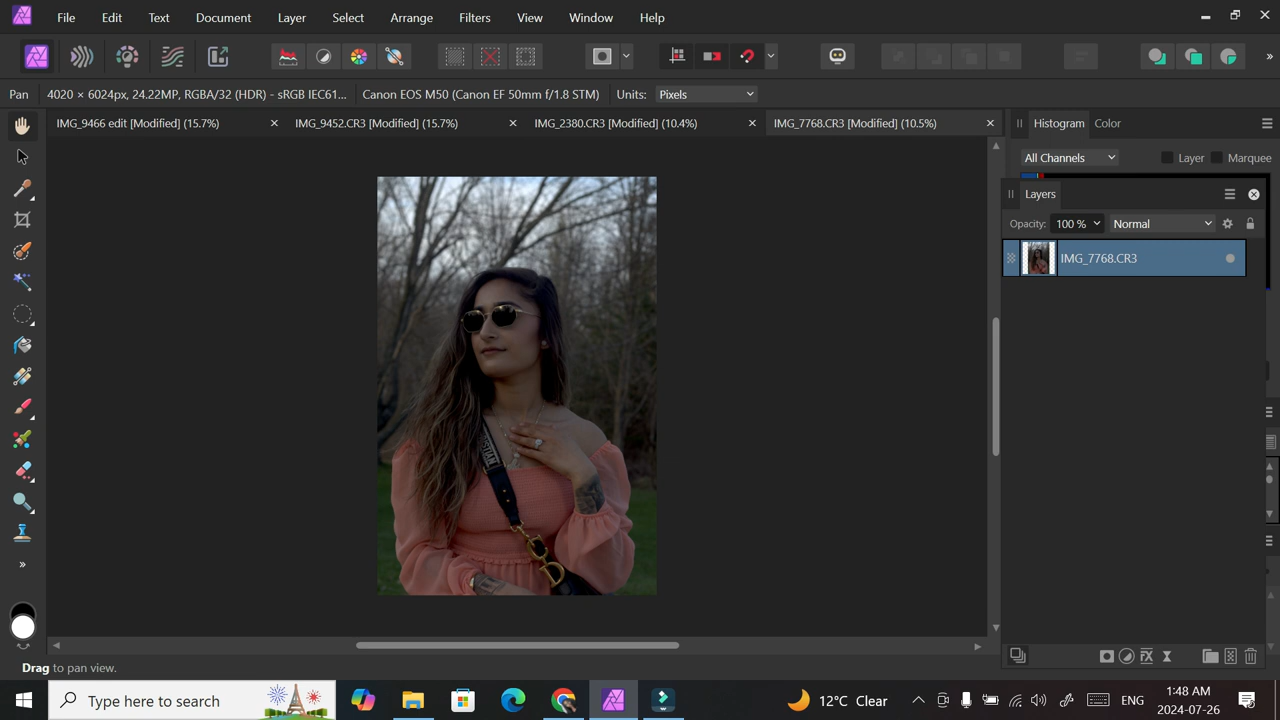 File Edit Text Document Layer Select Arrange Filters View Window Help
Pan 4020 × 6024px, 24.22MP, RGBA/32 (HDR) - sRGB IEC61... Canon EOS M50 (Canon EF 50mm f/1.8 STM) Units: Pixels
IMG_9466 edit [Modified] (15.7%) IMG_9452.CR3 [Modified] (15.7%) IMG_2380.CR3 [Modified] (10.4%) IMG_7768.CR3 [Modified] (10.5%)
Histogram Color
All Channels Layer Marquee
Layers
Opacity: 100 % Normal
IMG_7768.CR3
Drag to pan view.
Type here to search
12°C Clear
ENG
1:48 AM
2024-07-26